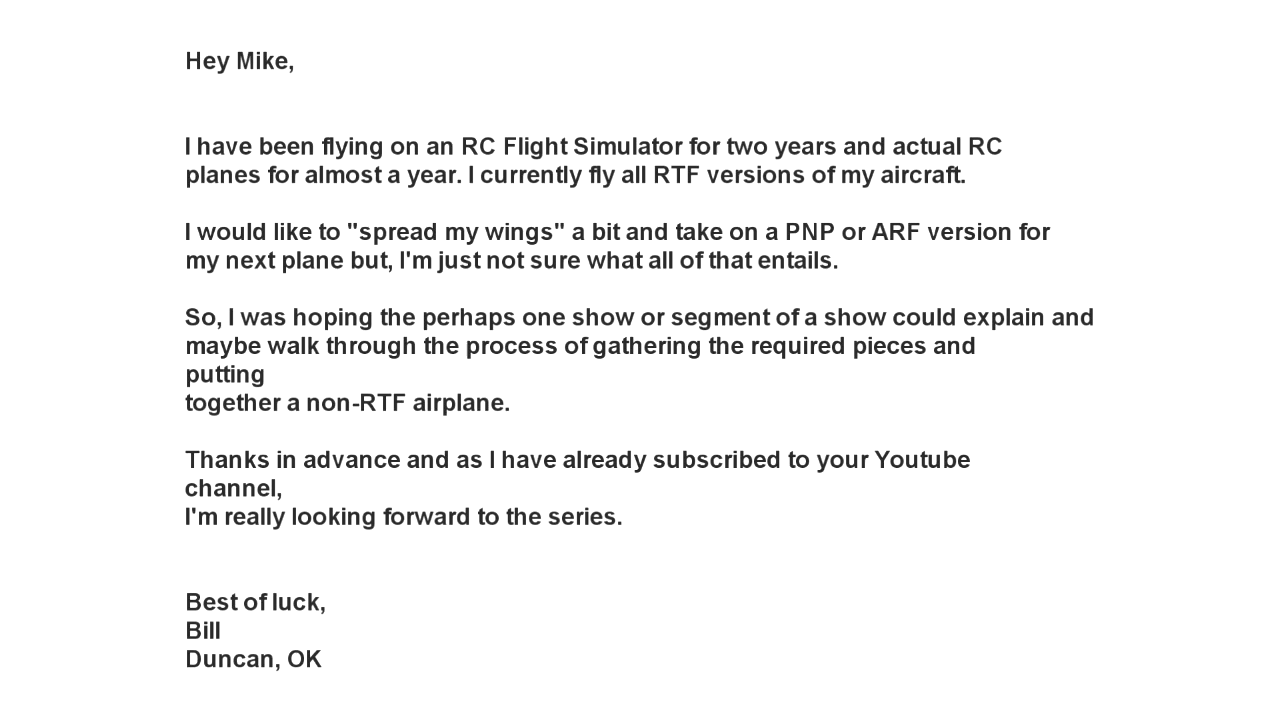 Hey Mike,
I have been flying on an RC Flight Simulator for two years and actual RC
planes for almost a year. I currently fly all RTF versions of my aircraft.
I would like to "spread my wings" a bit and take on a PNP or ARF version for
my next plane but, I'm just not sure what all of that entails.
So, I was hoping the perhaps one show or segment of a show could explain and
maybe walk through the process of gathering the required pieces and
putting
together a non-RTF airplane.
Thanks in advance and as I have already subscribed to your Youtube
channel,
I'm really looking forward to the series.
Best of luck,
Bill
Duncan, OK